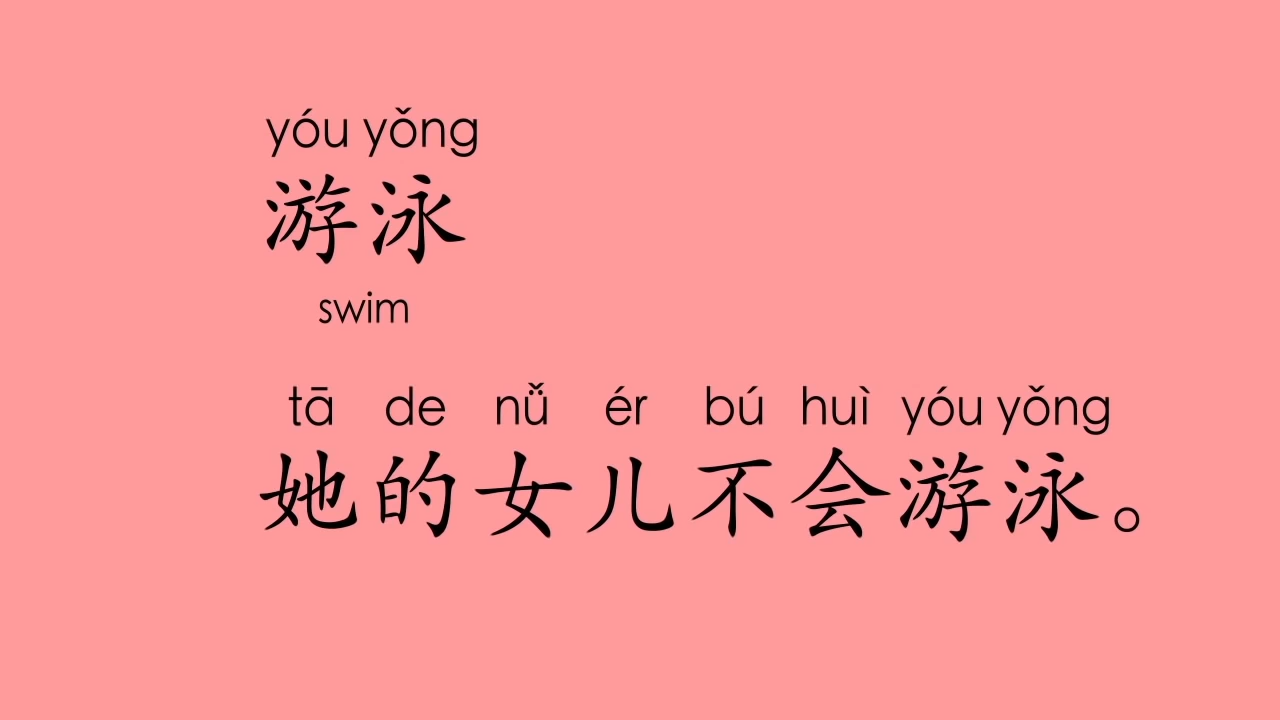 yóu yǒng
游泳
swim
tā de nǚ ér bú huì yóu yǒng
她的女儿不会游泳。